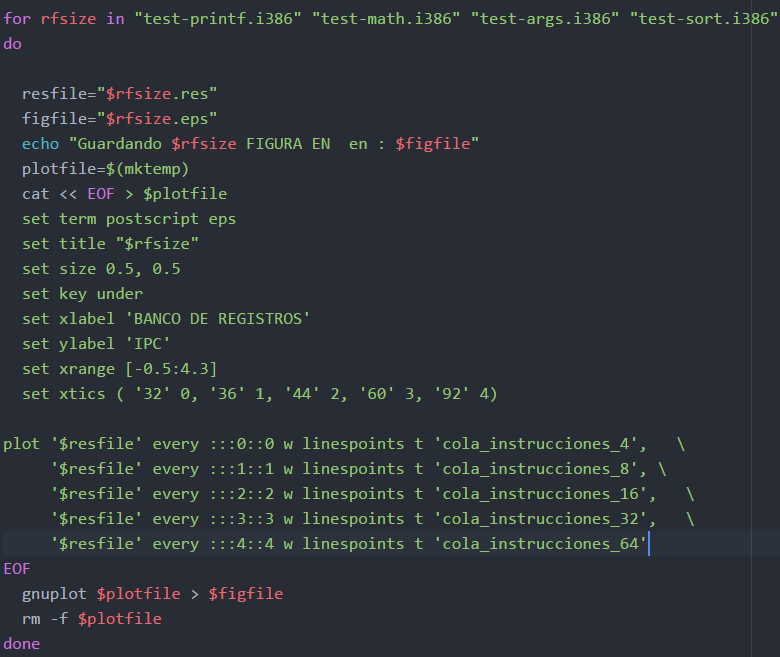 for rfsize in "test-printf.i386" "test-math.i386" "test-args.i386" "test-sort.i386"
do
resfile="$rfsize.res"
figfile="$rfsize.eps"
echo "Guardando $rfsize FIGURA EN  en : $figfile"
plotfile=$(mktemp)
cat << EOF > $plotfile
set term postscript eps
set title "$rfsize"
set size 0.5, 0.5
set key under
set xlabel 'BANCO DE REGISTROS'
set ylabel 'IPC'
set xrange [-0.5:4.3]
set xtics ( '32' 0, '36' 1, '44' 2, '60' 3, '92' 4)
plot '$resfile' every :::0::0 w linespoints t 'cola_instrucciones_4',   \
'$resfile' every :::1::1 w linespoints t 'cola_instrucciones_8', \
'$resfile' every :::2::2 w linespoints t 'cola_instrucciones_16',   \
'$resfile' every :::3::3 w linespoints t 'cola_instrucciones_32',   \
'$resfile' every :::4::4 w linespoints t 'cola_instrucciones_64'
EOF
gnuplot $plotfile > $figfile
rm -f $plotfile
done